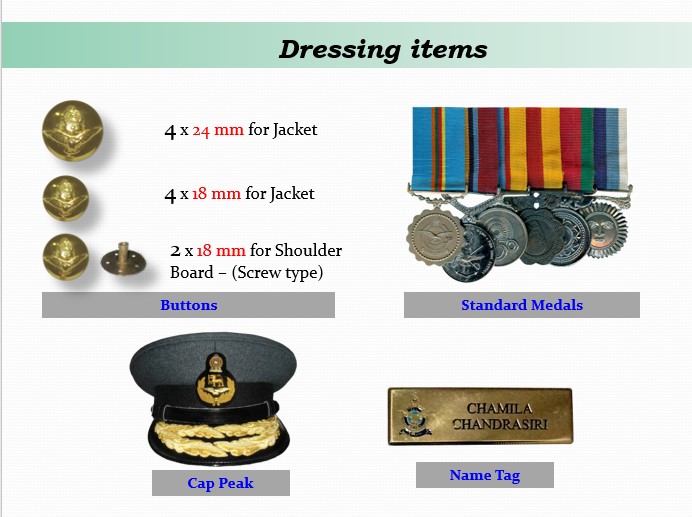 Dressing items
4 x 24 mm for Jacket
4 x 18 mm for Jacket
2 x 18 mm for Shoulder
Board – (Screw type)
Buttons
Standard Medals
CHAMILA
CHANDRASIRI
Cap Peak
Name Tag